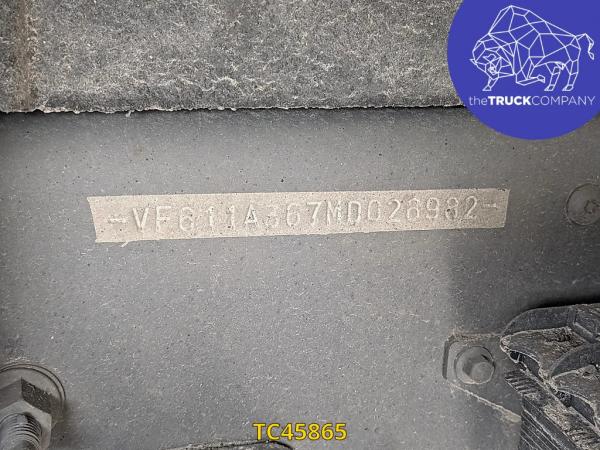 theTRUCKCOMPANY
-VF611A367MD028982-
TC45865